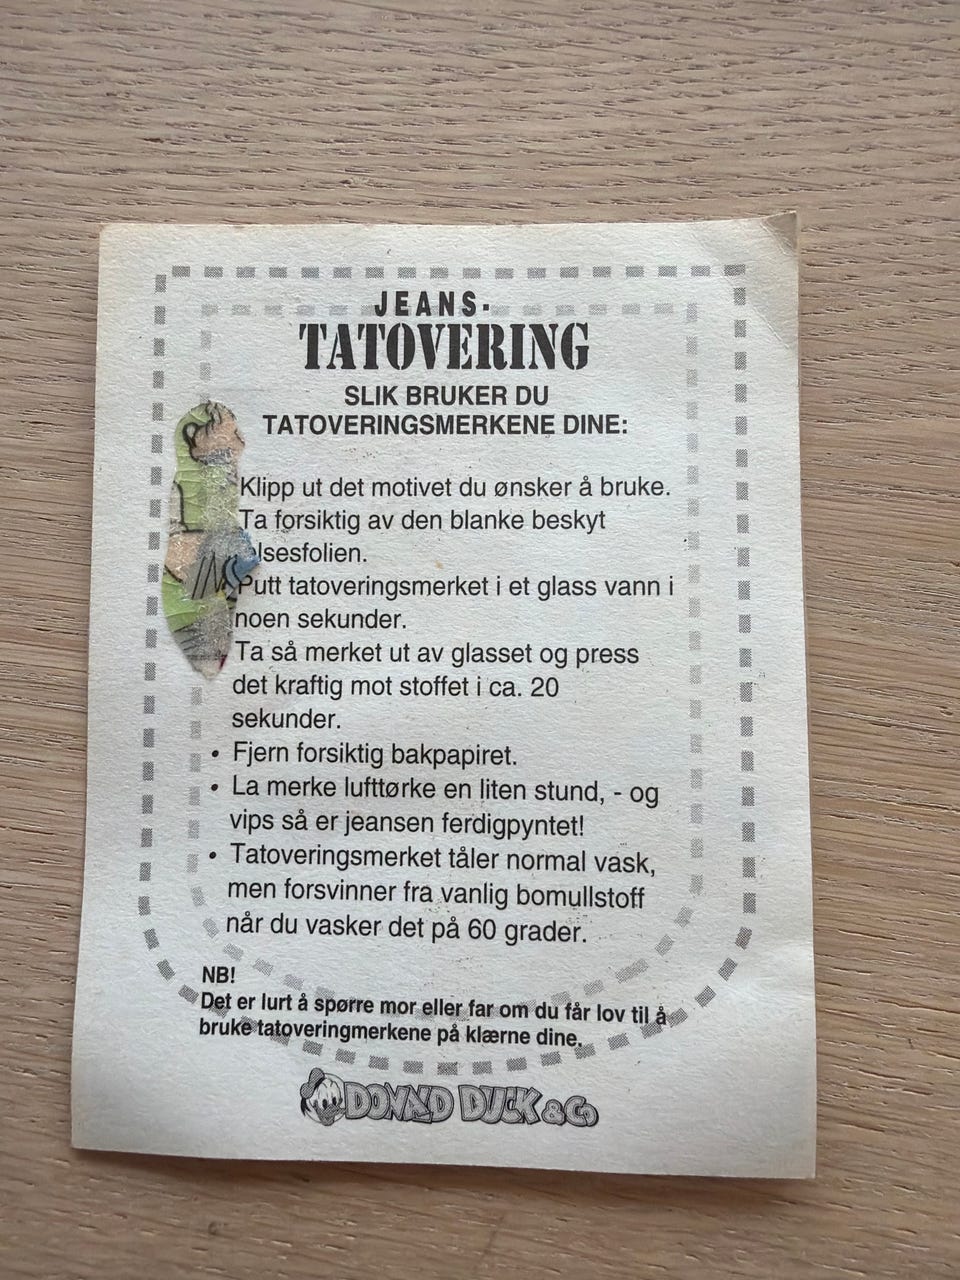 JEANS-
TATOVERING
SLIK BRUKER DU
TATOVERINGSMERKENE DINE:
Klipp ut det motivet du ønsker å bruke.
Ta forsiktig av den blanke beskyt
elsesfolien.
Putt tatoveringsmerket i et glass vann i
noen sekunder.
Ta så merket ut av glasset og press
det kraftig mot stoffet i ca. 20
sekunder.
• Fjern forsiktig bakpapiret.
• La merke lufttørke en liten stund, - og
vips så er jeansen ferdigpyntet!
• Tatoveringsmerket tåler normal vask,
men forsvinner fra vanlig bomullstoff
når du vasker det på 60 grader.
NB!
Det er lurt å spørre mor eller far om du får lov til å
bruke tatoveringmerkene på klærne dine.
DONALD DUCK & Co